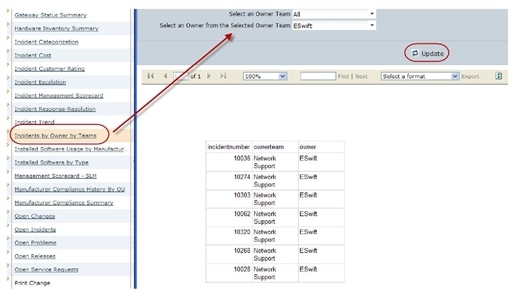 Gateway Status Summary
Hardware Inventory Summary
Incident Categorization
Incident Cost
Incident Customer Rating
Incident Escalation
Incident Management Scorecard
Incident Response-Resolution
Incident Trend
Incidents by Owner by Teams
Installed Software Usage by Manufactur...
Installed Software by Type
Management Scorecard - SLM
Manufacturer Compliance History By OU
Manufacturer Compliance Summary
Open Changes
Open Incidents
Open Problems
Open Releases
Open Service Requests
Print Change
Select an Owner Team All
Select an Owner from the Selected Owner Team ESwift
Update
of 1 100% Find | Next Select a format Export
incidentnumber ownerteam owner
10036 Network Support ESwift
10274 Network Support ESwift
10303 Network Support ESwift
10062 Network Support ESwift
10320 Network Support ESwift
10268 Network Support ESwift
10028 Network Support ESwift